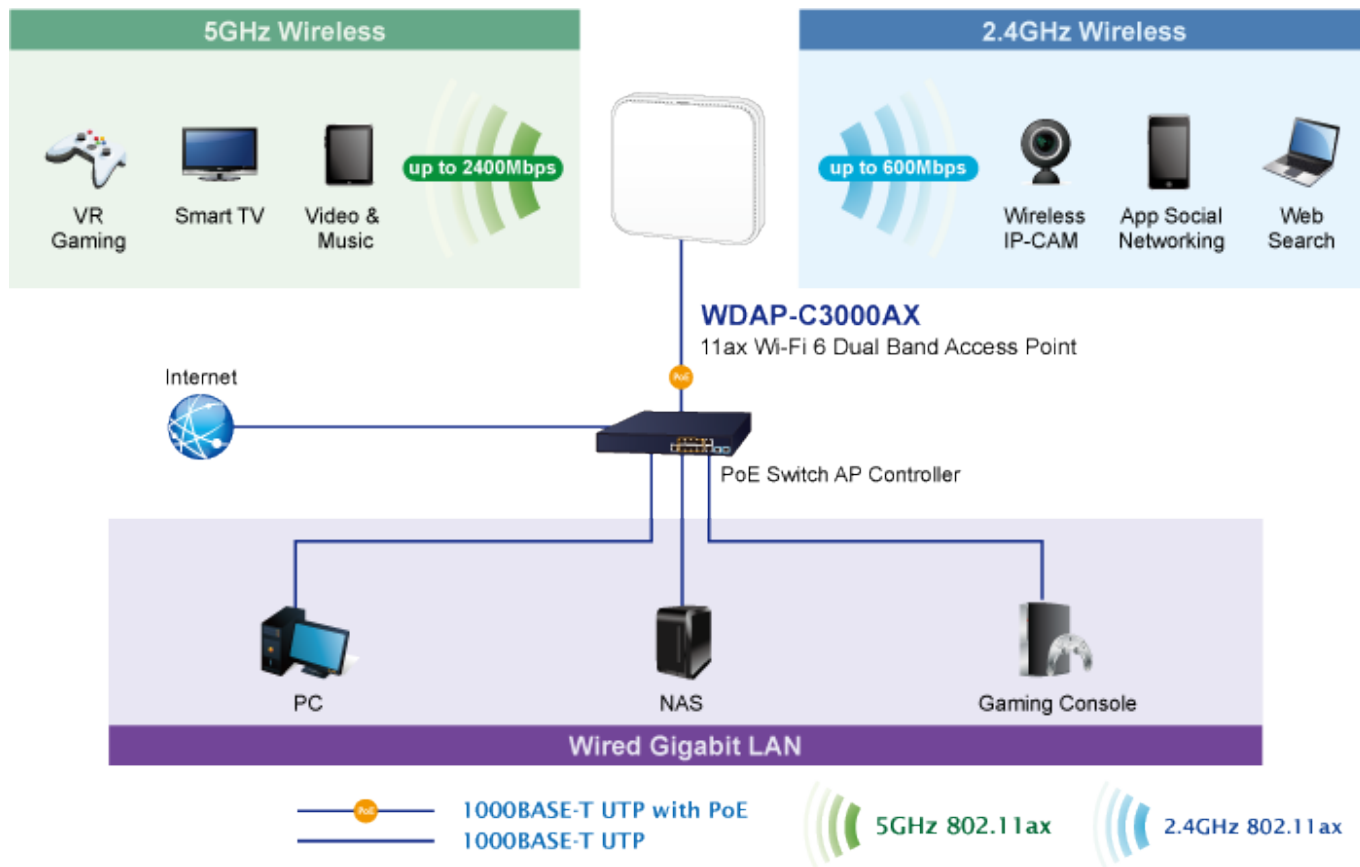 5GHz Wireless
2.4GHz Wireless
up to 2400Mbps
up to 600Mbps
VR
Gaming
Smart TV
Video &
Music
Wireless
IP-CAM
App Social
Networking
Web
Search
WDAP-C3000AX
11ax Wi-Fi 6 Dual Band Access Point
Internet
PoE
PoE Switch AP Controller
PC
NAS
Gaming Console
Wired Gigabit LAN
PoE
1000BASE-T UTP with PoE
1000BASE-T UTP
5GHz 802.11ax
2.4GHz 802.11ax